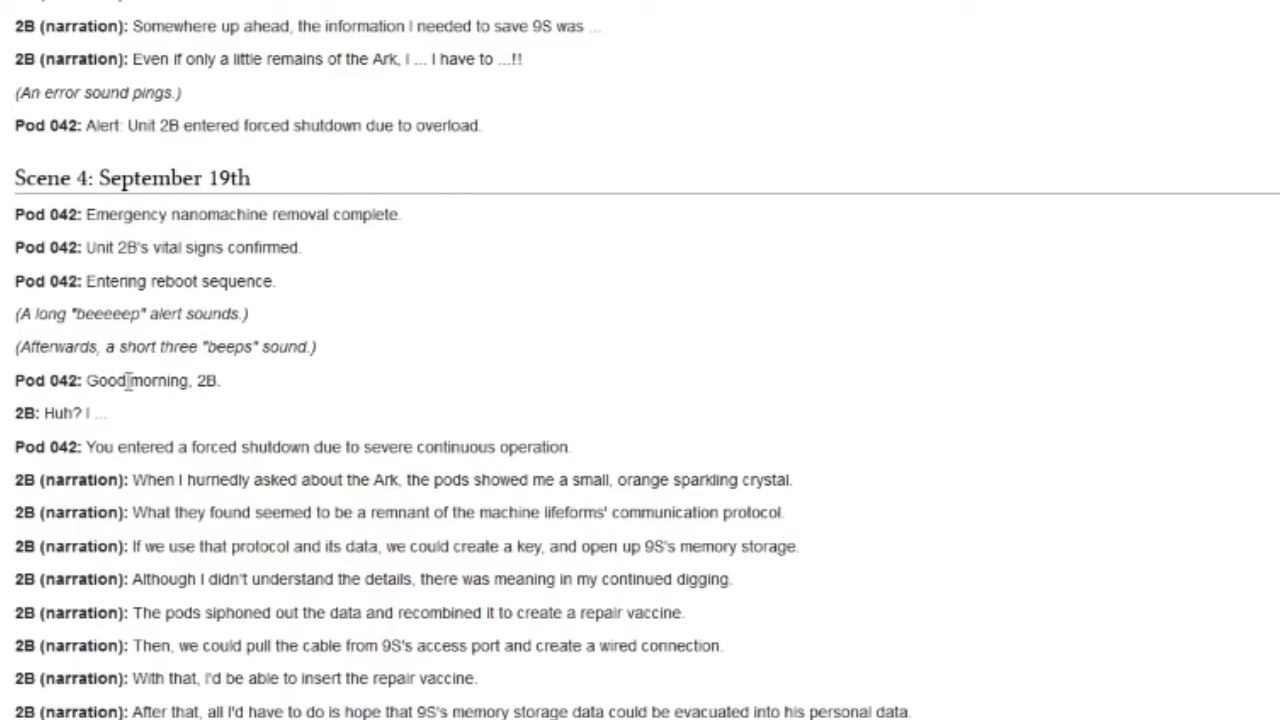 2B (narration): Somewhere up ahead, the information I needed to save 9S was ...
2B (narration): Even if only a little remains of the Ark, I ... I have to ...!!
(An error sound pings.)
Pod 042: Alert: Unit 2B entered forced shutdown due to overload.
Scene 4: September 19th
Pod 042: Emergency nanomachine removal complete.
Pod 042: Unit 2B's vital signs confirmed.
Pod 042: Entering reboot sequence.
(A long "beeeeep" alert sounds.)
(Afterwards, a short three "beeps" sound.)
Pod 042: Good morning, 2B.
2B: Huh? I ...
Pod 042: You entered a forced shutdown due to severe continuous operation.
2B (narration): When I hurriedly asked about the Ark, the pods showed me a small, orange sparkling crystal.
2B (narration): What they found seemed to be a remnant of the machine lifeforms' communication protocol.
2B (narration): If we use that protocol and its data, we could create a key, and open up 9S's memory storage.
2B (narration): Although I didn't understand the details, there was meaning in my continued digging.
2B (narration): The pods siphoned out the data and recombined it to create a repair vaccine.
2B (narration): Then, we could pull the cable from 9S's access port and create a wired connection.
2B (narration): With that, I'd be able to insert the repair vaccine.
2B (narration): After that, all I'd have to do is hope that 9S's memory storage data could be evacuated into his personal data.